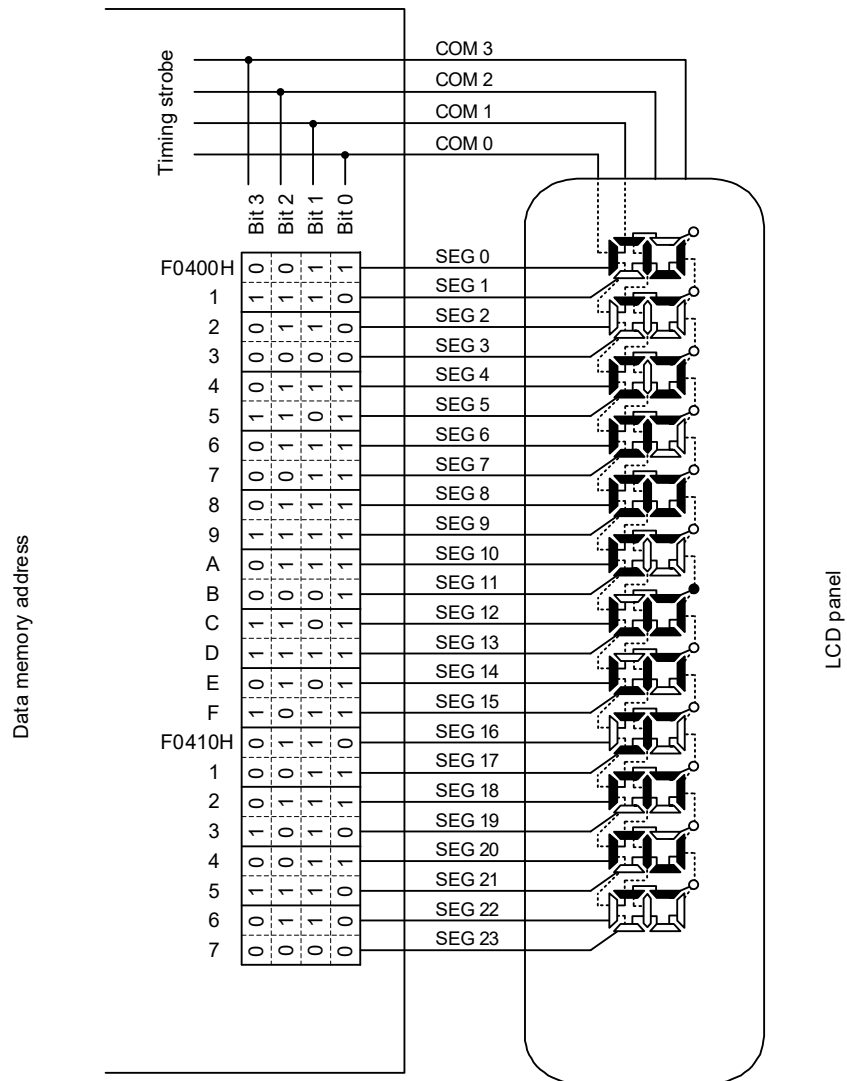 COM 3
COM 2
COM 1
COM 0
Timing strobe
Bit 3
Bit 2
Bit 1
Bit 0
F0400H 0 0 1 1 SEG 0
1 1 1 1 0 SEG 1
2 0 1 1 0 SEG 2
3 0 0 0 0 SEG 3
4 0 1 1 1 SEG 4
5 1 1 0 1 SEG 5
6 0 1 1 1 SEG 6
7 0 0 1 1 SEG 7
8 0 1 1 1 SEG 8
9 1 1 1 1 SEG 9
A 0 1 1 1 SEG 10
B 0 0 0 1 SEG 11
C 1 1 0 1 SEG 12
D 1 1 1 1 SEG 13
E 0 1 0 1 SEG 14
F 1 0 1 1 SEG 15
F0410H 0 1 1 0 SEG 16
1 0 0 1 1 SEG 17
2 0 1 1 1 SEG 18
3 1 0 1 0 SEG 19
4 0 0 1 1 SEG 20
5 1 1 1 0 SEG 21
6 0 1 1 0 SEG 22
7 0 0 0 0 SEG 23
Data memory address
LCD panel